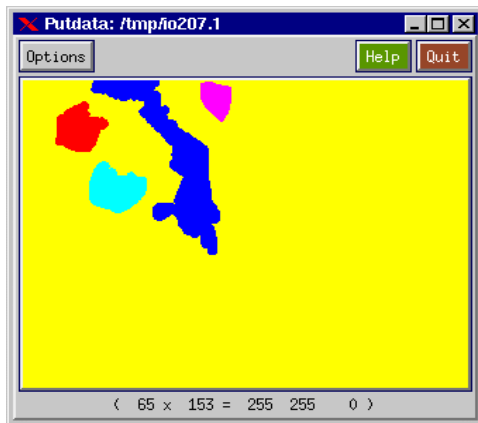 Putdata: /tmp/io207.1
Options Help Quit
( 65 x 153 = 255 255 0 )